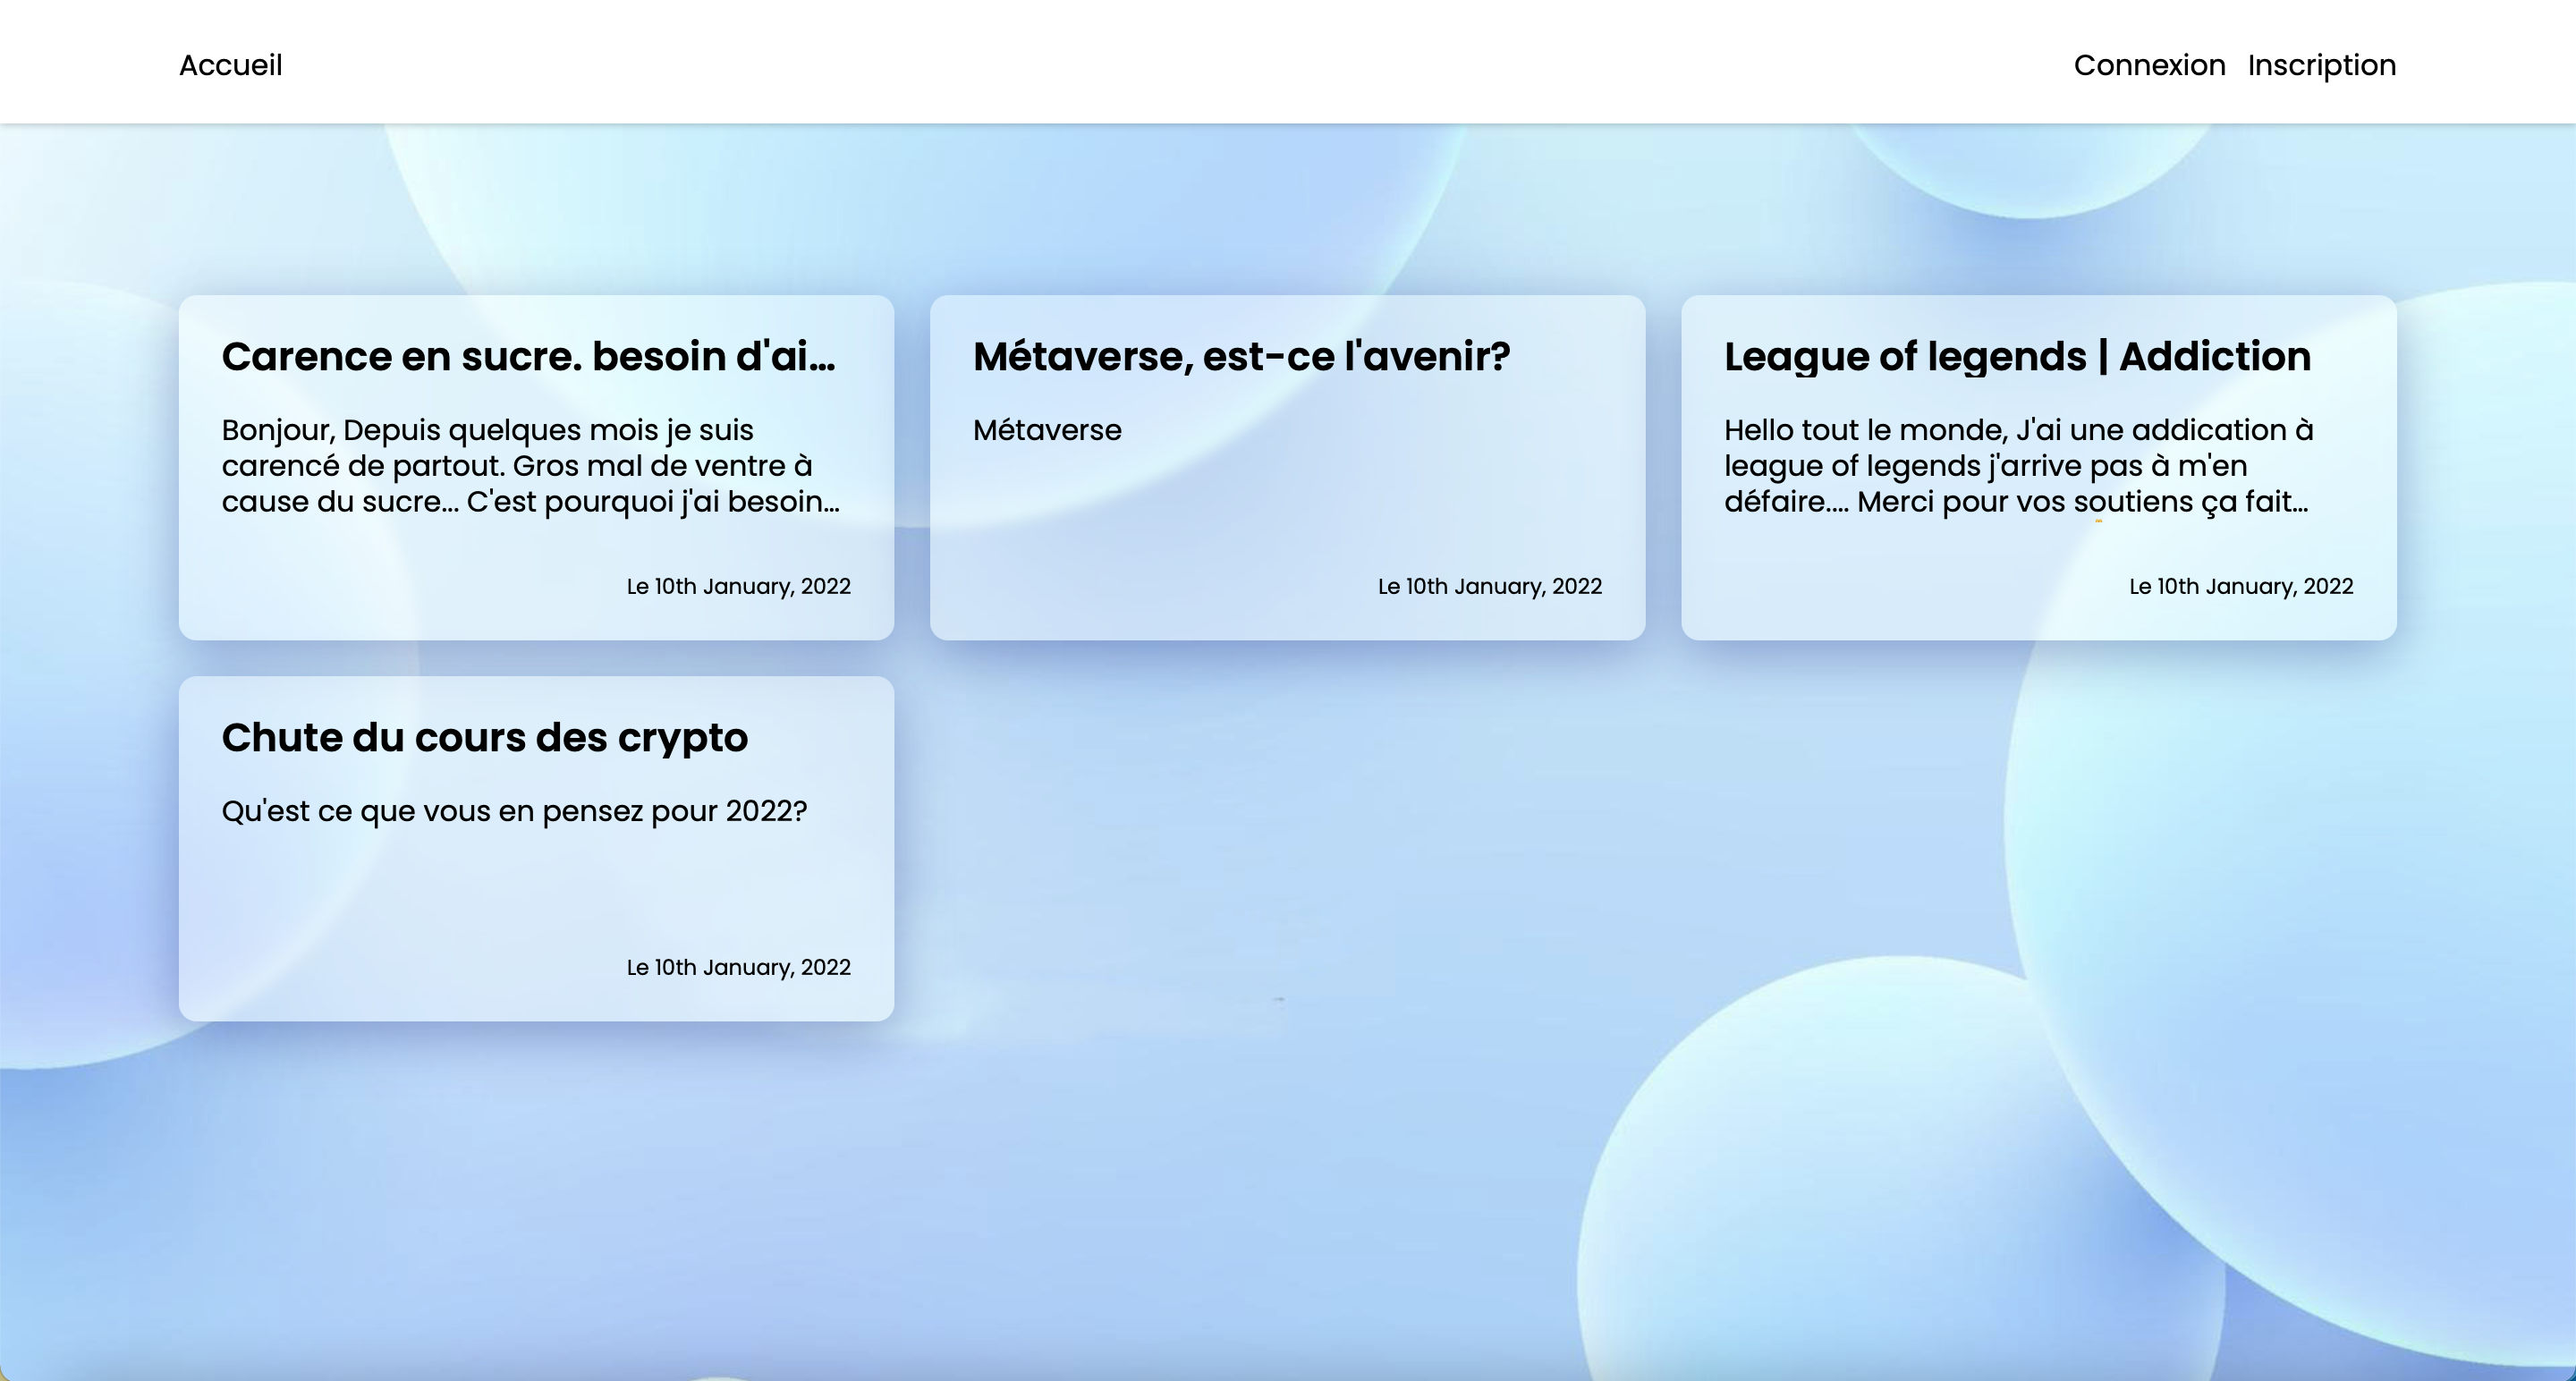 Accueil
Connexion
Inscription
Carence en sucre. besoin d'ai...
Bonjour, Depuis quelques mois je suis
carencé de partout. Gros mal de ventre à
cause du sucre... C'est pourquoi j'ai besoin...
Le 10th January, 2022
Métaverse, est-ce l'avenir?
Métaverse
Le 10th January, 2022
League of legends | Addiction
Hello tout le monde, J'ai une addication à
league of legends j'arrive pas à m'en
défaire.... Merci pour vos soutiens ça fait...
Le 10th January, 2022
Chute du cours des crypto
Qu'est ce que vous en pensez pour 2022?
Le 10th January, 2022